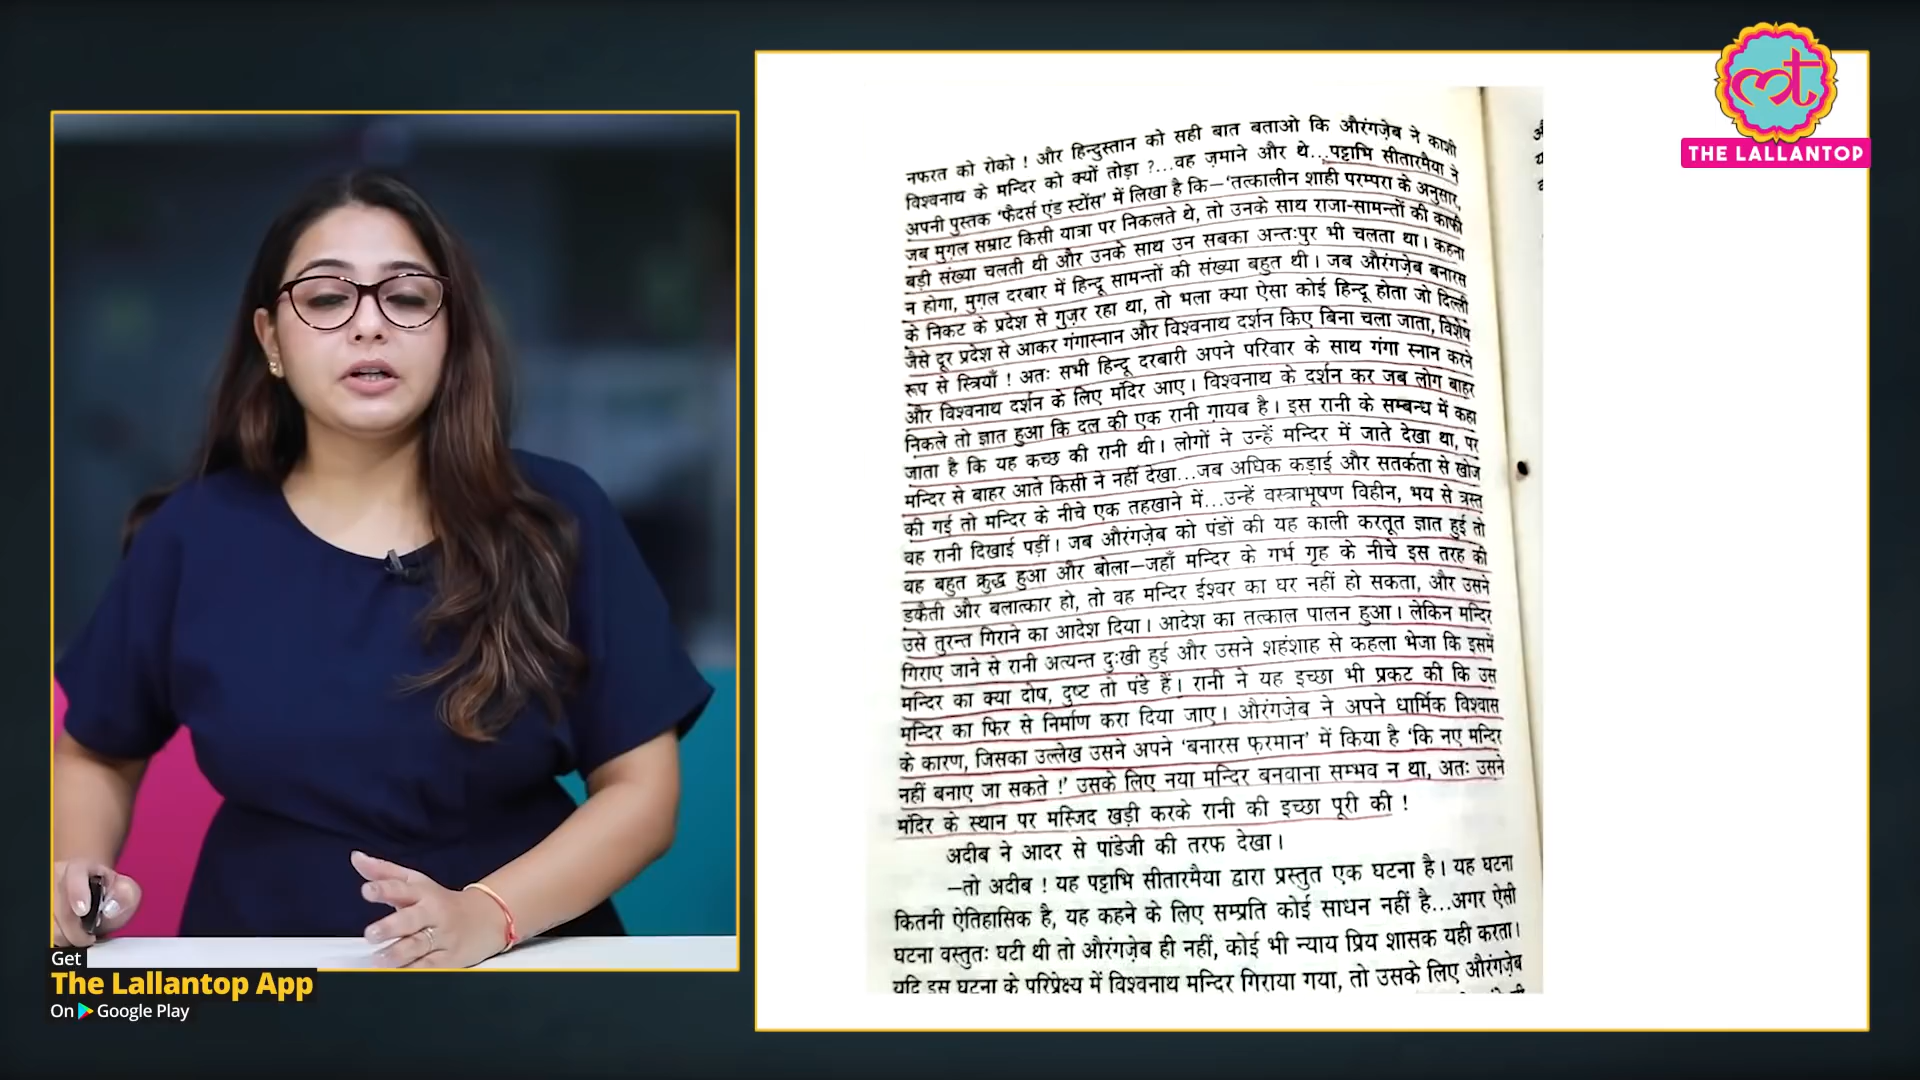 THE LALLANTOP
नफरत को रोको ! और हिन्दुस्तान को सही बात बताओ कि औरंगज़ेब ने काशी
विश्वनाथ के मन्दिर को क्यों तोड़ा ?...वह ज़माने और थे...पट्टाभि सीतारमैया ने
अपनी पुस्तक 'फैदर्स एंड स्टोंस' में लिखा है कि—'तत्कालीन शाही परम्परा के अनुसार,
जब मुग़ल सम्राट किसी यात्रा पर निकलते थे, तो उनके साथ राजा-सामन्तों की काफी
बड़ी संख्या चलती थी और उनके साथ उन सबका अन्तःपुर भी चलता था। कहना
न होगा, मुग़ल दरबार में हिन्दू सामन्तों की संख्या बहुत थी। जब औरंगज़ेब बनारस
के निकट के प्रदेश से गुज़र रहा था, तो भला क्या ऐसा कोई हिन्दू होता जो दिल्ली
जैसे दूर प्रदेश से आकर गंगास्नान और विश्वनाथ दर्शन किए बिना चला जाता, विशेष
रूप से स्त्रियाँ ! अतः सभी हिन्दू दरबारी अपने परिवार के साथ गंगा स्नान करने
और विश्वनाथ दर्शन के लिए मंदिर आए। विश्वनाथ के दर्शन कर जब लोग बाहर
निकले तो ज्ञात हुआ कि दल की एक रानी ग़ायब है। इस रानी के सम्बन्ध में कहा
जाता है कि यह कच्छ की रानी थी। लोगों ने उन्हें मन्दिर में जाते देखा था, पर
मन्दिर से बाहर आते किसी ने नहीं देखा...जब अधिक कड़ाई और सतर्कता से खोज
की गई तो मन्दिर के नीचे एक तहखाने में...उन्हें वस्त्राभूषण विहीन, भय से त्रस्त
वह रानी दिखाई पड़ीं। जब औरंगज़ेब को पंडों की यह काली करतूत ज्ञात हुई तो
वह बहुत क्रुद्ध हुआ और बोला—जहाँ मन्दिर के गर्भ गृह के नीचे इस तरह की
डकैती और बलात्कार हो, तो वह मन्दिर ईश्वर का घर नहीं हो सकता, और उसने
उसे तुरन्त गिराने का आदेश दिया। आदेश का तत्काल पालन हुआ। लेकिन मन्दिर
गिराए जाने से रानी अत्यन्त दुःखी हुई और उसने शहंशाह से कहला भेजा कि इसमें
मन्दिर का क्या दोष, दुष्ट तो पंडे हैं। रानी ने यह इच्छा भी प्रकट की कि उस
मन्दिर का फिर से निर्माण करा दिया जाए। औरंगज़ेब ने अपने धार्मिक विश्वास
के कारण, जिसका उल्लेख उसने अपने 'बनारस फ़रमान' में किया है 'कि नए मन्दिर
नहीं बनाए जा सकते !' उसके लिए नया मन्दिर बनवाना सम्भव न था, अतः उसने
मंदिर के स्थान पर मस्जिद खड़ी करके रानी की इच्छा पूरी की !
अदीब ने आदर से पांडेजी की तरफ देखा।
—तो अदीब ! यह पट्टाभि सीतारमैया द्वारा प्रस्तुत एक घटना है। यह घटना
कितनी ऐतिहासिक है, यह कहने के लिए सम्प्रति कोई साधन नहीं है...अगर ऐसी
घटना वस्तुतः घटी थी तो औरंगज़ेब ही नहीं, कोई भी न्याय प्रिय शासक यही करता।
यदि इस घटना के परिप्रेक्ष्य में विश्वनाथ मन्दिर गिराया गया, तो उसके लिए औरंगज़ेब
Get
The Lallantop App
On Google Play